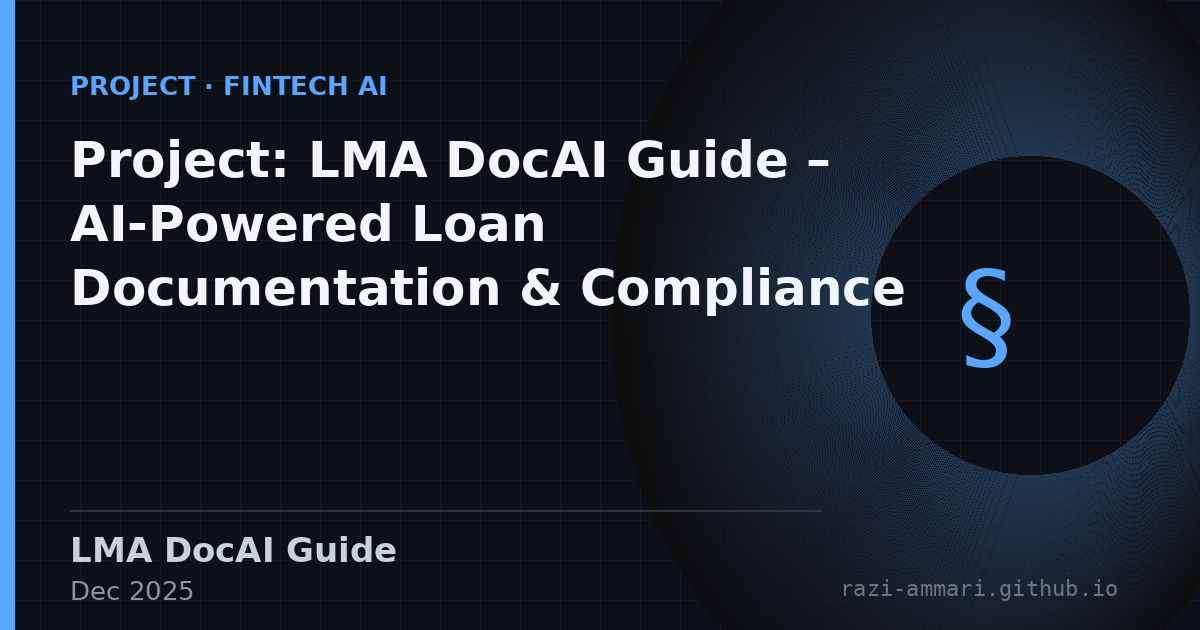 PROJECT · FINTECH AI
Project: LMA DocAI Guide –
AI-Powered Loan
Documentation & Compliance
§
LMA DocAI Guide
Dec 2025
razi-ammari.github.io